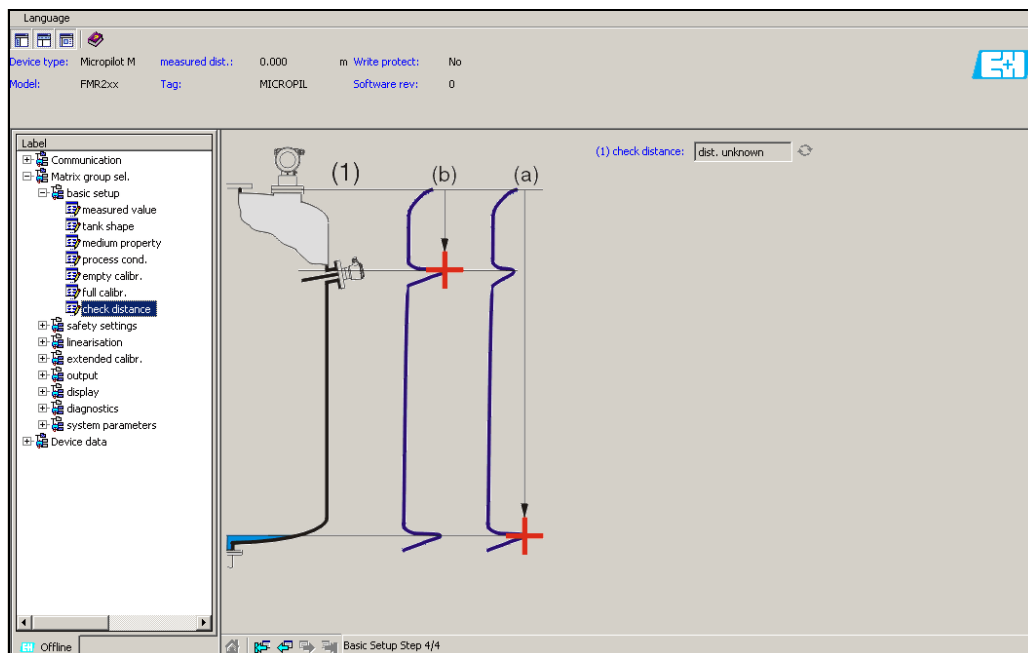 Language
Device type: Micropilot M measured dist.: 0.000 m Write protect: No
Model: FMR2xx Tag: MICROPIL Software rev: 0
E+H
Label
Communication
Matrix group sel.
basic setup
measured value
tank shape
medium property
process cond.
empty calibr.
full calibr.
check distance
safety settings
linearisation
extended calibr.
output
display
diagnostics
system parameters
Device data
(1) (b) (a)
(1) check distance: dist. unknown
Offline
Basic Setup Step 4/4